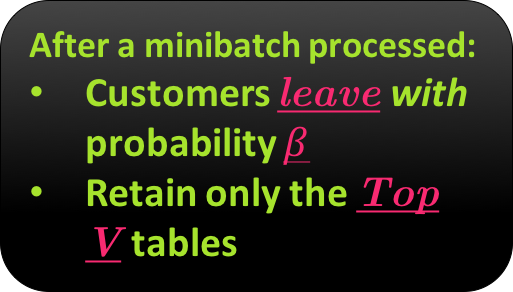 After a minibatch processed:
• Customers leave with
probability β
• Retain only the Top
V tables